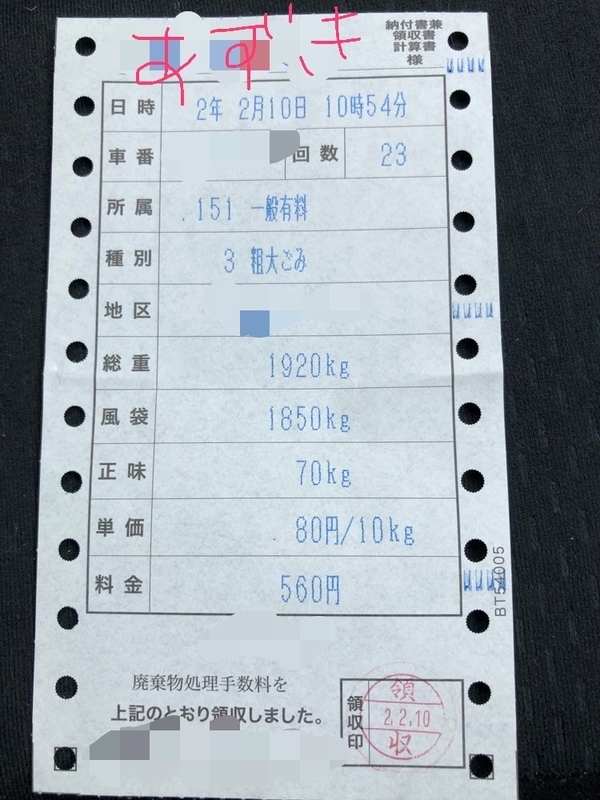 あずき
納付書兼
領収書
計算書
様
日時 2年 2月10日 10時54分
車番 回数 23
所属 151 一般有料
種別 3 粗大ごみ
地区
総重 1920kg
風袋 1850kg
正味 70kg
単価 80円/10kg
料金 560円
BT54005
廃棄物処理手数料を
上記のとおり領収しました。
領収印
領
2.2.10
収